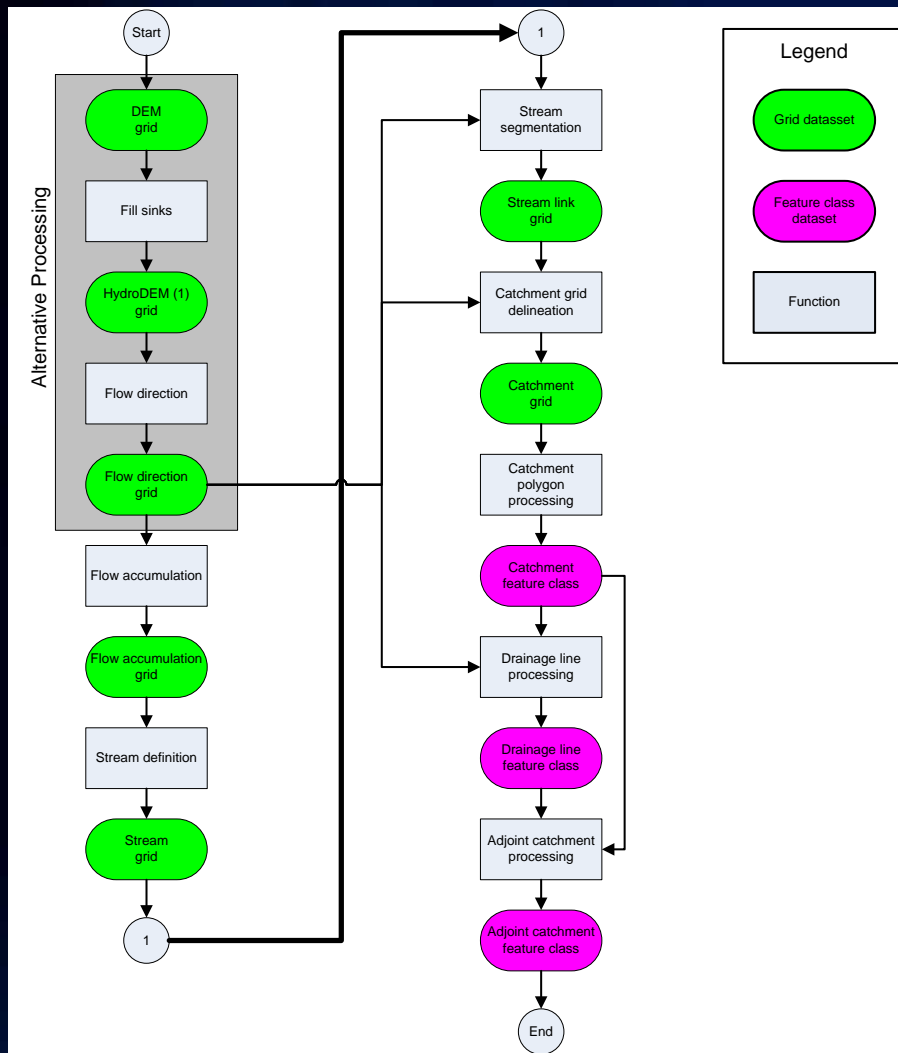 Start
Alternative Processing
DEM
grid
Fill sinks
HydroDEM (1)
grid
Flow direction
Flow direction
grid
Flow accumulation
Flow accumulation
grid
Stream definition
Stream
grid
1
1
Stream
segmentation
Stream link
grid
Catchment grid
delineation
Catchment
grid
Catchment
polygon
processing
Catchment
feature class
Drainage line
processing
Drainage line
feature class
Adjoint catchment
processing
Adjoint catchment
feature class
End
Legend
Grid datasset
Feature class
dataset
Function